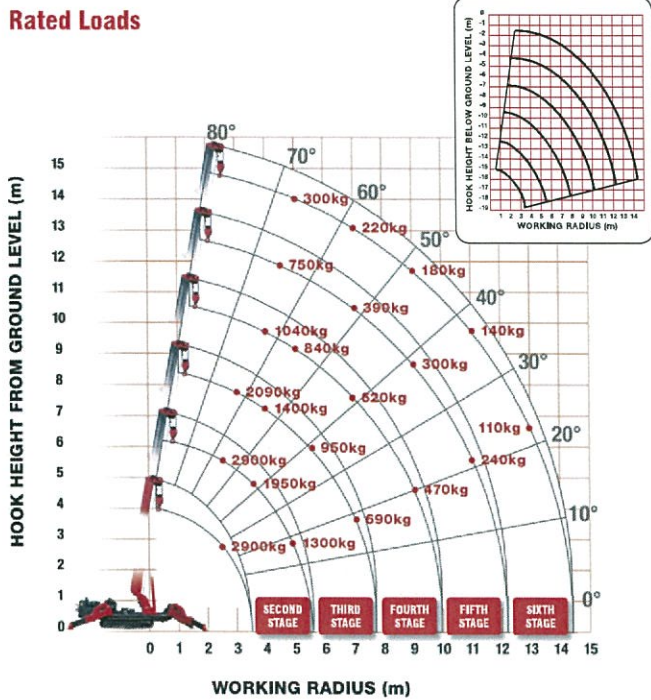 Rated Loads
HOOK HEIGHT BELOW GROUND LEVEL (m)
0
-1
-2
-3
-4
-5
-6
-7
-9
-10
-11
-12
-13
-14
-15
-16
-17
-18
-19
1 2 3 4 5 6 7 8 9 10 11 12 13 14
WORKING RADIUS (m)
HOOK HEIGHT FROM GROUND LEVEL (m)
15
14
13
12
11
10
9
8
7
6
5
4
3
2
1
0
80°
70°
60°
50°
40°
30°
20°
10°
0°
300kg
220kg
180kg
140kg
110kg
750kg
390kg
300kg
240kg
1040kg
840kg
520kg
470kg
2090kg
1400kg
950kg
690kg
2900kg
1950kg
1300kg
2900kg
SECOND STAGE
THIRD STAGE
FOURTH STAGE
FIFTH STAGE
SIXTH STAGE
0 1 2 3 4 5 6 7 8 9 10 11 12 13 14 15
WORKING RADIUS (m)